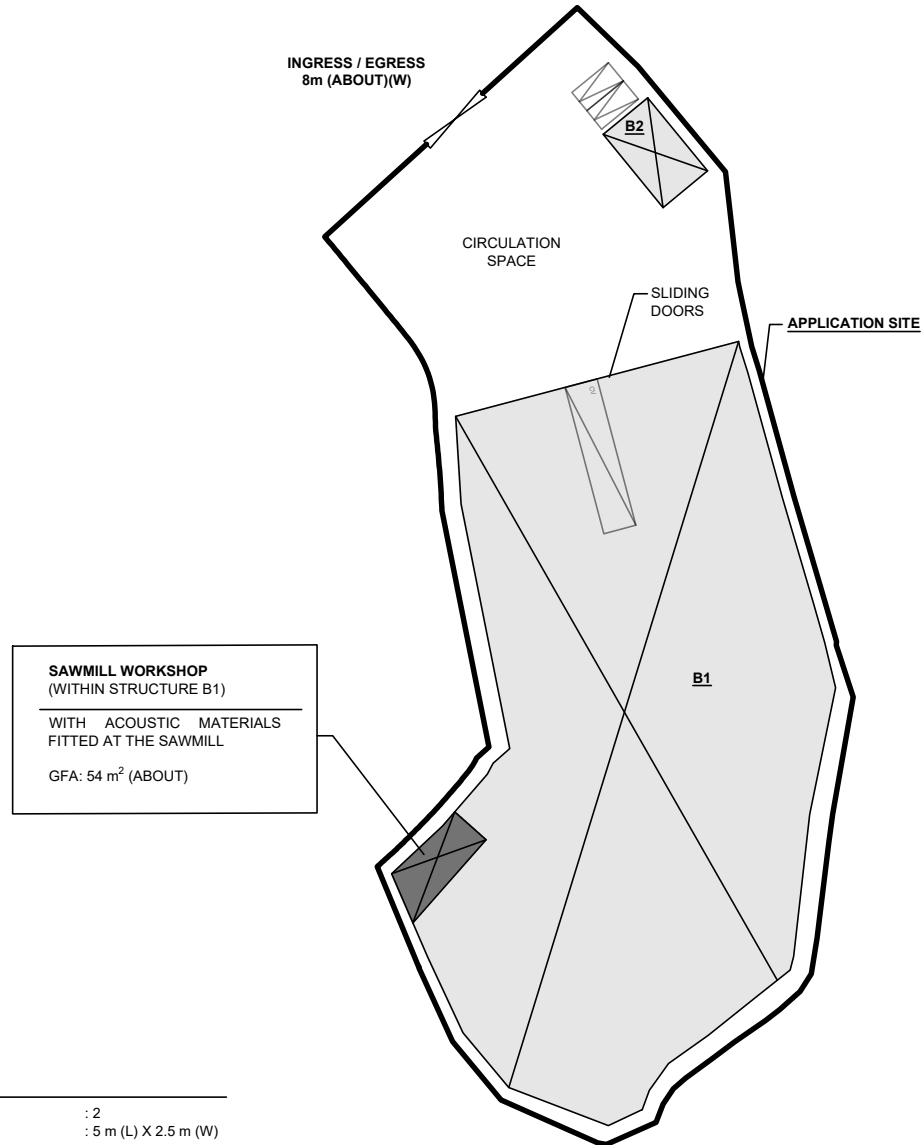 INGRESS / EGRESS
8m (ABOUT)(W)
B2
CIRCULATION
SPACE
SLIDING
DOORS
APPLICATION SITE
SAWMILL WORKSHOP
(WITHIN STRUCTURE B1)
WITH ACOUSTIC MATERIALS
FITTED AT THE SAWMILL
GFA: 54 m² (ABOUT)
B1
: 2
: 5 m (L) X 2.5 m (W)